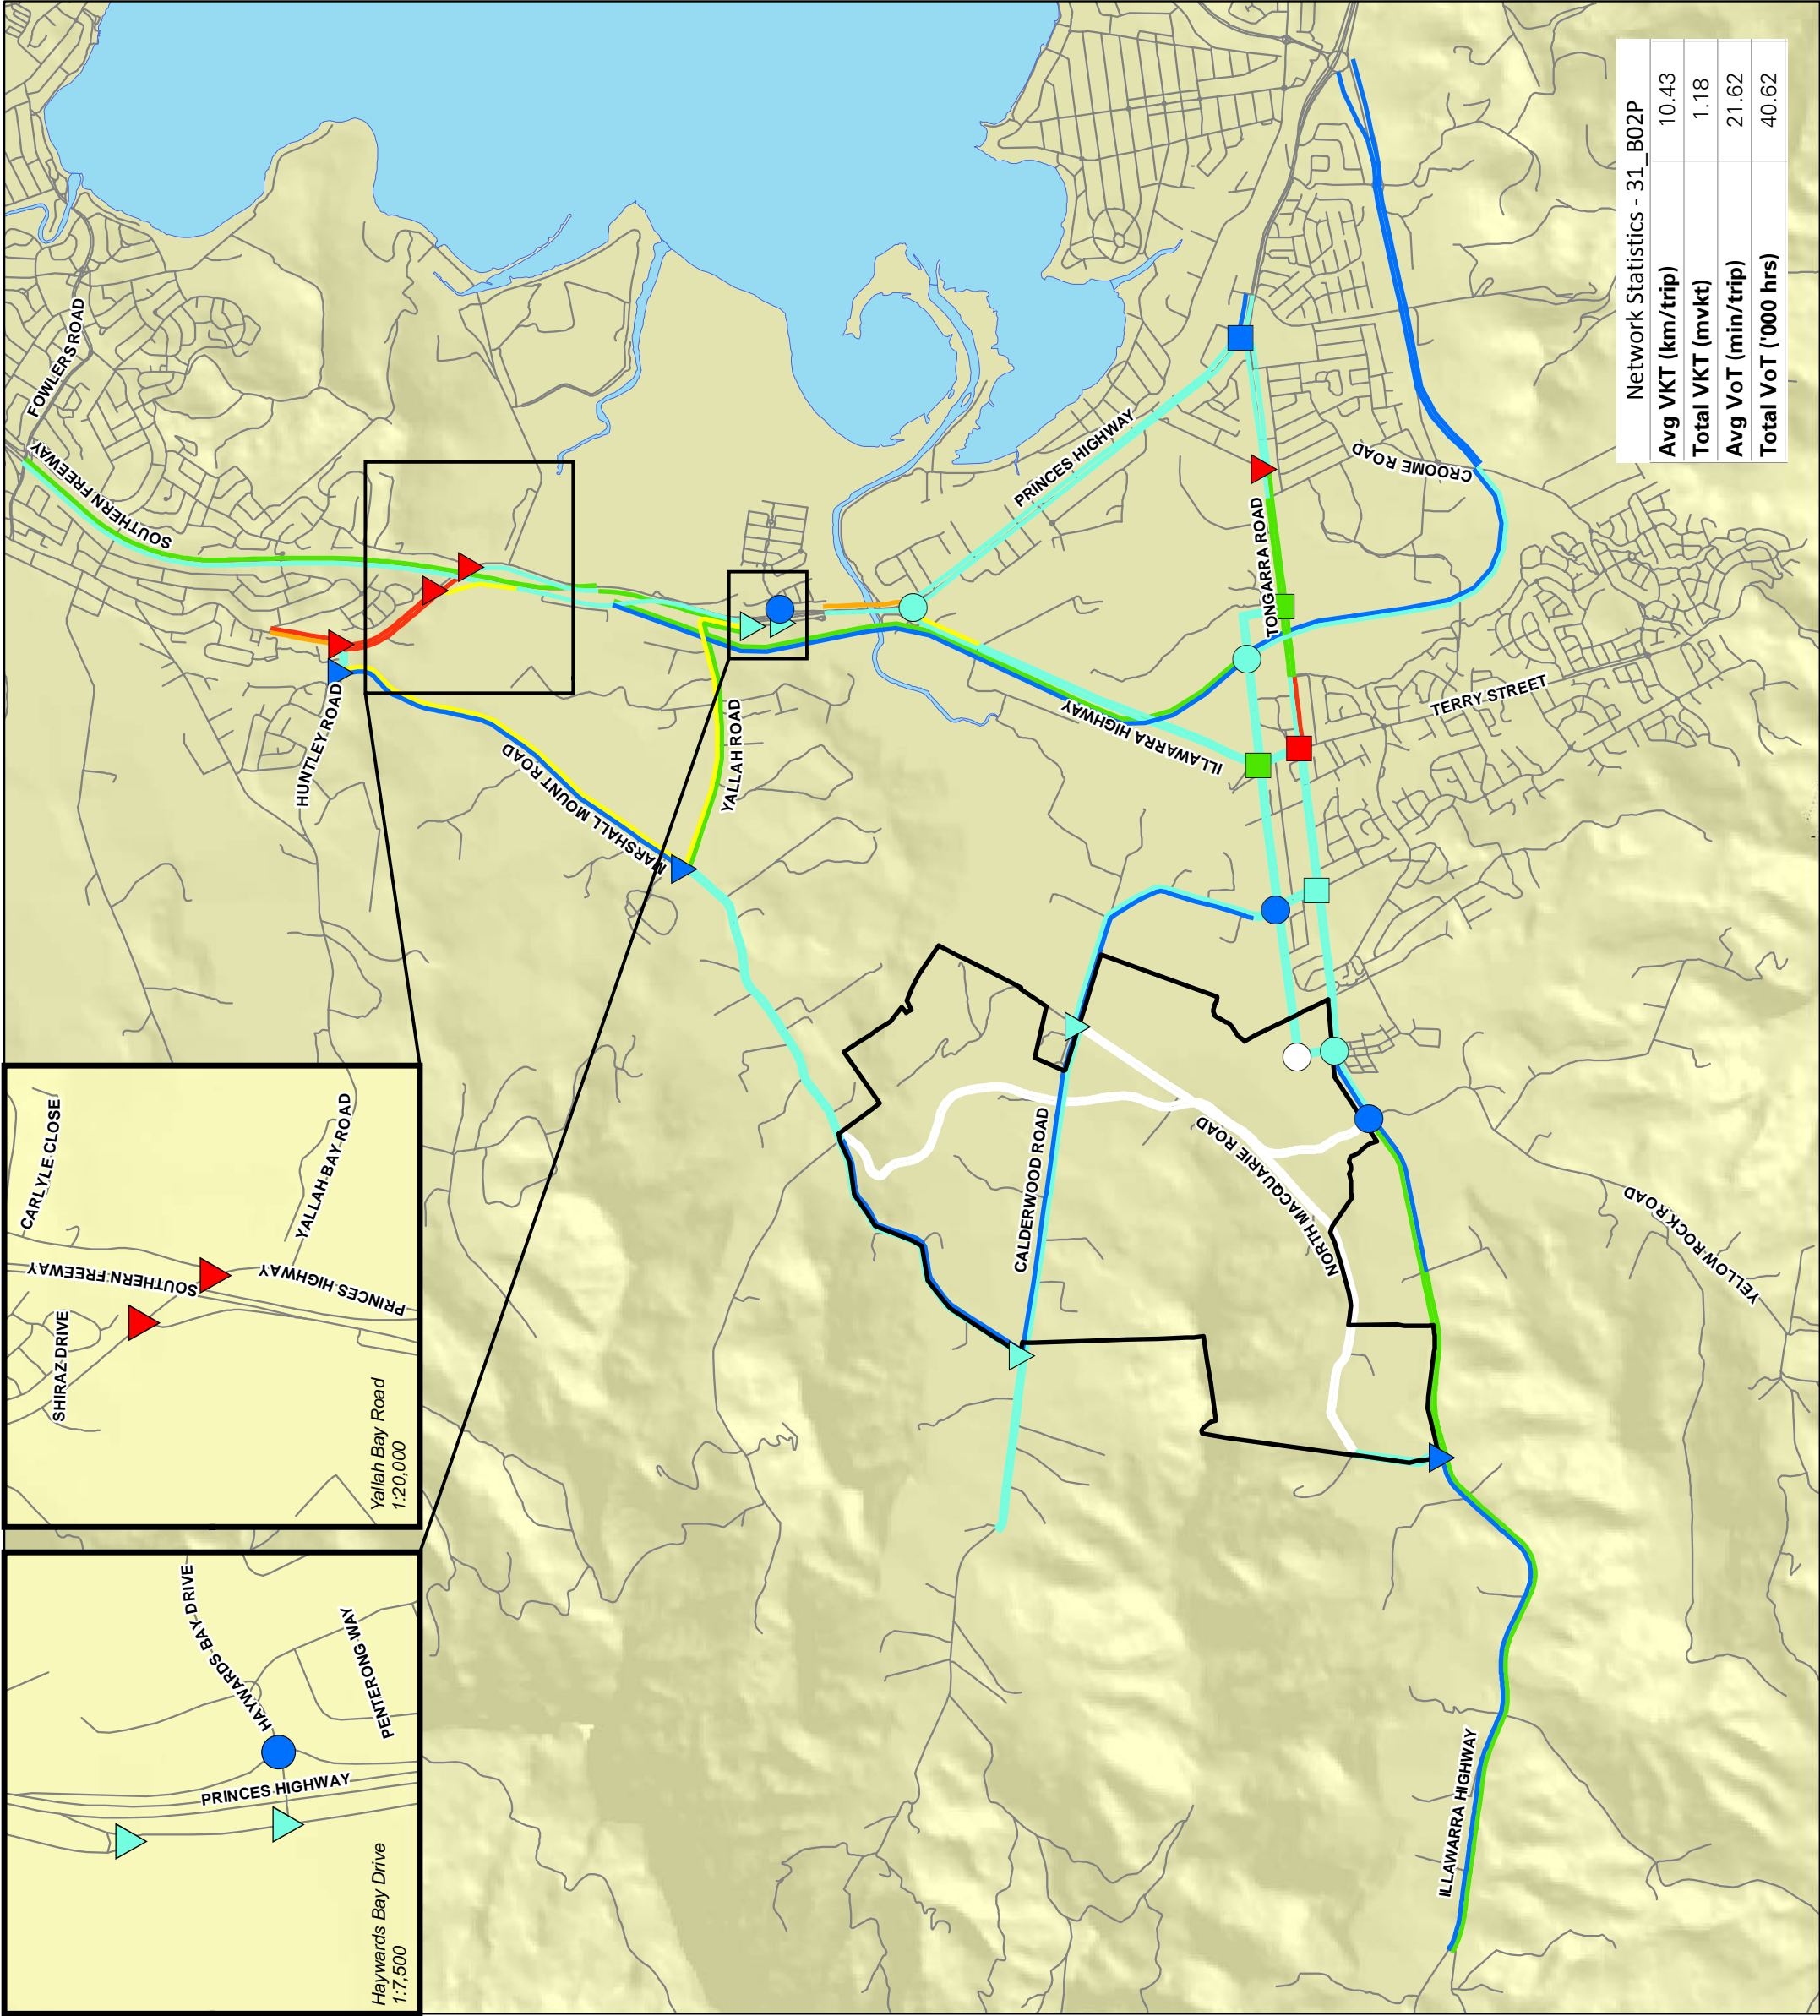 FOWLERS ROAD
SOUTHERN FREEWAY
HUNTLEY ROAD
MARSHALL MOUNT ROAD
YALLAH ROAD
PRINCES HIGHWAY
ILLAWARRA HIGHWAY
TONGARRA ROAD
CROOME ROAD
TERRY STREET
CALDERWOOD ROAD
NORTH MACQUARIE ROAD
YELLOW ROCK ROAD
ILLAWARRA HIGHWAY
CARLYLE CLOSE
SOUTHERN FREEWAY
SHIRAZ DRIVE
YALLAH BAY ROAD
PRINCES HIGHWAY
Yallah Bay Road
1:20,000
HAYWARDS BAY DRIVE
PENTERONG WAY
PRINCES HIGHWAY
Haywards Bay Drive
1:7,500
Network Statistics - 31_B02P
Avg VKT (km/trip) 10.43
Total VKT (mvkt) 1.18
Avg VoT (min/trip) 21.62
Total VoT ('000 hrs) 40.62